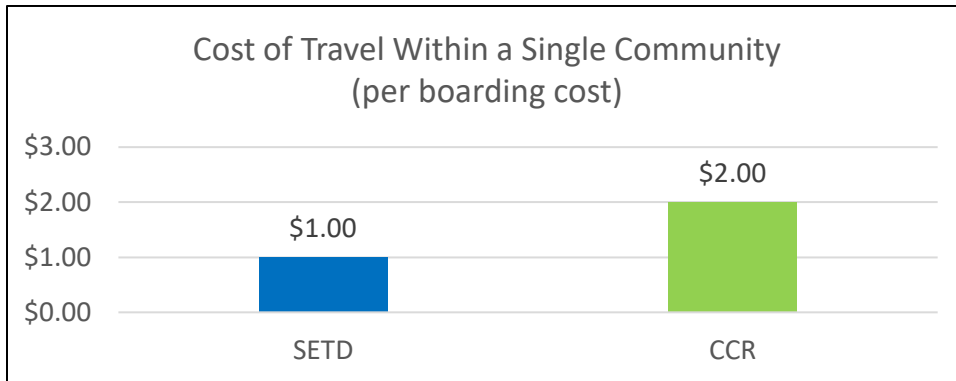 Cost of Travel Within a Single Community
(per boarding cost)
$3.00
$2.00
$1.00
$0.00
$1.00
$2.00
SETD
CCR